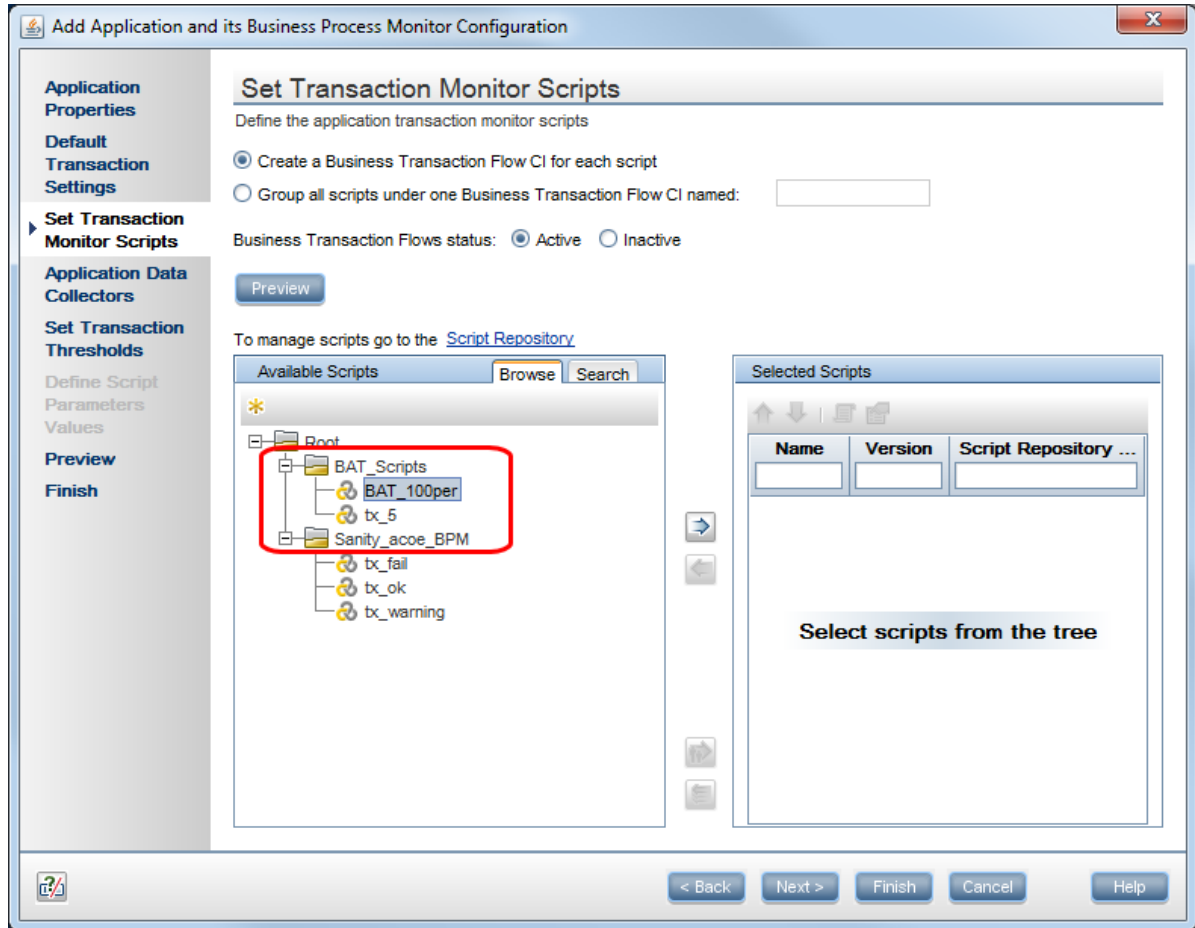 Add Application and its Business Process Monitor Configuration
Application
Properties
Default
Transaction
Settings
Set Transaction
Monitor Scripts
Application Data
Collectors
Set Transaction
Thresholds
Define Script
Parameters
Values
Preview
Finish
Set Transaction Monitor Scripts
Define the application transaction monitor scripts
Create a Business Transaction Flow CI for each script
Group all scripts under one Business Transaction Flow CI named:
Business Transaction Flows status: Active Inactive
Preview
To manage scripts go to the Script Repository
Available Scripts Browse Search
Root
BAT_Scripts
BAT_100per
tx_5
Sanity_acoe_BPM
tx_fail
tx_ok
tx_warning
Selected Scripts
Name Version Script Repository ...
Select scripts from the tree
< Back Next > Finish Cancel Help